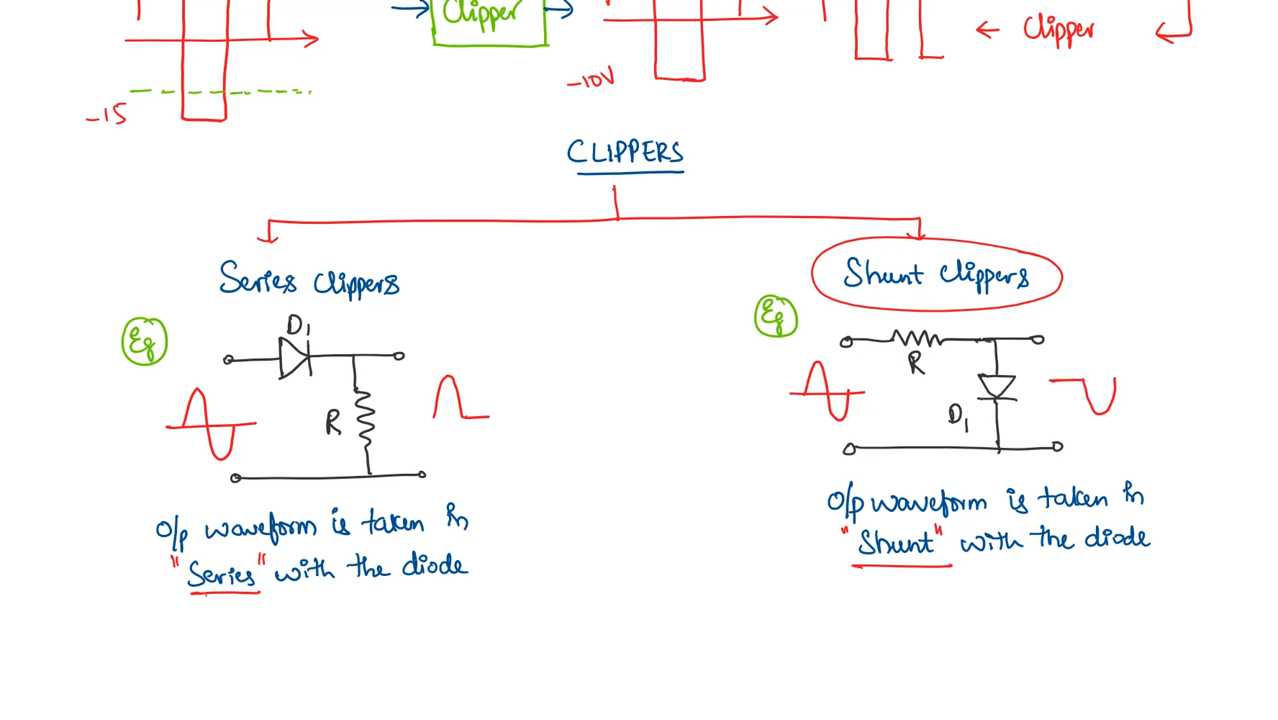 Clipper
← Clipper
-10V
-15
CLIPPERS
Series Clippers
Shunt Clippers
Eg
D1
R
Eg
R
D1
O/p waveform is taken in
"Series" with the diode
O/p waveform is taken in
"Shunt" with the diode